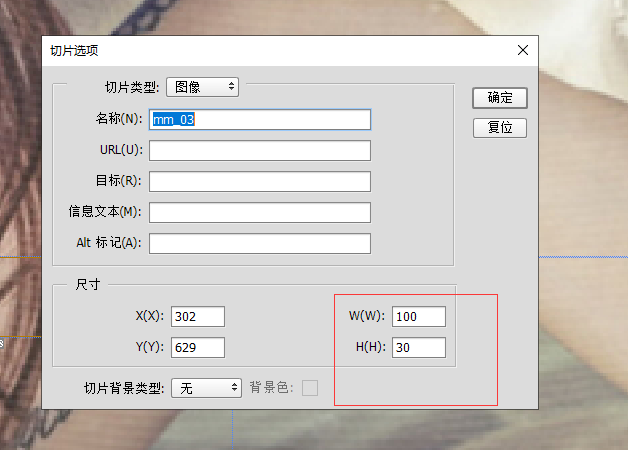 切片选项
切片类型: 图像
确定
名称(N): mm_03
复位
URL(U):
目标(R):
信息文本(M):
Alt 标记(A):
尺寸
X(X): 302 W(W): 100
Y(Y): 629 H(H): 30
切片背景类型: 无 背景色: